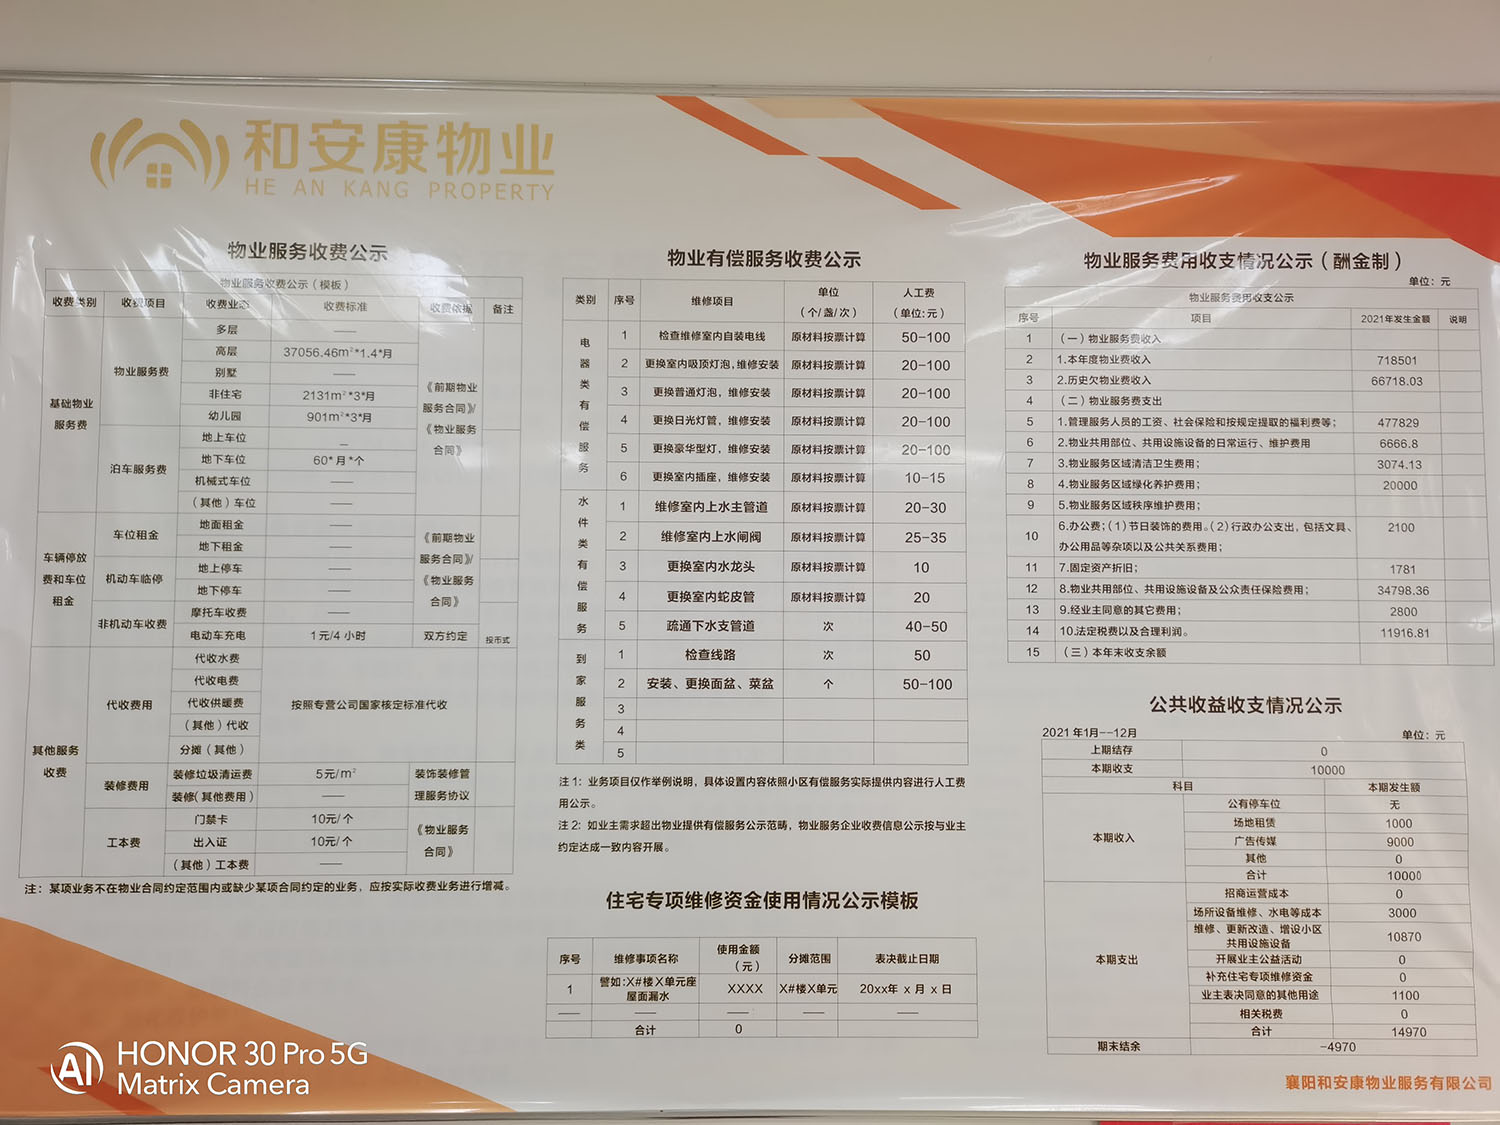 和安康物业
HE AN KANG PROPERTY
物业服务收费公示
物业服务收费公示（模板）
收费类别 收费项目 收费业态 收费标准 收费依据 备注
基础物业服务费
物业服务费
多层 ——
高层 37056.46m²*1.4*月
别墅 ——
非住宅 2131m²*3*月
幼儿园 901m²*3*月
《前期物业服务合同》/《物业服务合同》
泊车服务费
地上车位 —
地下车位 60*月*个
机械式车位 ——
（其他）车位 ——
车辆停放费和车位租金
车位租金
地面租金 ——
地下租金 ——
《前期物业服务合同》/《物业服务合同》
机动车临停
地上停车 ——
地下停车 ——
非机动车收费
摩托车收费 ——
电动车充电 1元/4小时 双方约定 投币式
其他服务收费
代收费用
代收水费
代收电费
代收供暖费
（其他）代收
分摊（其他）
按照专营公司国家核定标准代收
装修费用
装修垃圾清运费 5元/m²
装修（其他费用） ——
装饰装修管理服务协议
工本费
门禁卡 10元/个
出入证 10元/个
（其他）工本费 ——
《物业服务合同》
注：某项业务不在物业合同约定范围内或缺少某项合同约定的业务，应按实际收费业务进行增减。
物业有偿服务收费公示
类别 序号 维修项目 单位（个/盏/次） 人工费（单位:元）
电器类有偿服务
1 检查维修室内自装电线 原材料按票计算 50-100
2 更换室内吸顶灯泡,维修安装 原材料按票计算 20-100
3 更换普通灯泡，维修安装 原材料按票计算 20-100
4 更换日光灯管，维修安装 原材料按票计算 20-100
5 更换豪华型灯，维修安装 原材料按票计算 20-100
6 更换室内插座，维修安装 原材料按票计算 10-15
水件类有偿服务
1 维修室内上水主管道 原材料按票计算 20-30
2 维修室内上水闸阀 原材料按票计算 25-35
3 更换室内水龙头 原材料按票计算 10
4 更换室内蛇皮管 原材料按票计算 20
5 疏通下水支管道 次 40-50
到家服务类
1 检查线路 次 50
2 安装、更换面盆、菜盆 个 50-100
3
4
5
注1：业务项目仅作举例说明，具体设置内容依照小区有偿服务实际提供内容进行人工费
用公示。
注2：如业主需求超出物业提供有偿服务公示范畴，物业服务企业收费信息公示按与业主
约定达成一致内容开展。
住宅专项维修资金使用情况公示模板
序号 维修事项名称 使用金额（元） 分摊范围 表决截止日期
1 譬如:X#楼X单元座屋面漏水 XXXX X#楼X单元 20xx年 x 月 x 日
—— —— —— —— ——
合计 0
物业服务费用收支情况公示（酬金制）
单位：元
物业服务费用收支公示
序号 项目 2021年发生金额 说明
1 （一）物业服务费收入
2 1.本年度物业费收入 718501
3 2.历史欠物业费收入 66718.03
4 （二）物业服务费支出
5 1.管理服务人员的工资、社会保险和按规定提取的福利费等； 477829
6 2.物业共用部位、共用设施设备的日常运行、维护费用 6666.8
7 3.物业服务区域清洁卫生费用； 3074.13
8 4.物业服务区域绿化养护费用； 20000
9 5.物业服务区域秩序维护费用；
10 6.办公费；（1）节日装饰的费用。（2）行政办公支出，包括文具、
办公用品等杂项以及公共关系费用； 2100
11 7.固定资产折旧； 1781
12 8.物业共用部位、共用设施设备及公众责任保险费用； 34798.36
13 9.经业主同意的其它费用； 2800
14 10.法定税费以及合理利润。 11916.81
15 （三）本年末收支余额
公共收益收支情况公示
2021年1月--12月 单位：元
上期结存 0
本期收支 10000
科目 本期发生额
本期收入
公有停车位 无
场地租赁 1000
广告传媒 9000
其他 0
合计 10000
本期支出
招商运营成本 0
场所设备维修、水电等成本 3000
维修、更新改造、增设小区共用设施设备 10870
开展业主公益活动 0
补充住宅专项维修资金 0
业主表决同意的其他用途 1100
相关税费 0
合计 14970
期末结余 -4970
襄阳和安康物业服务有限公司
AI HONOR 30 Pro 5G
Matrix Camera